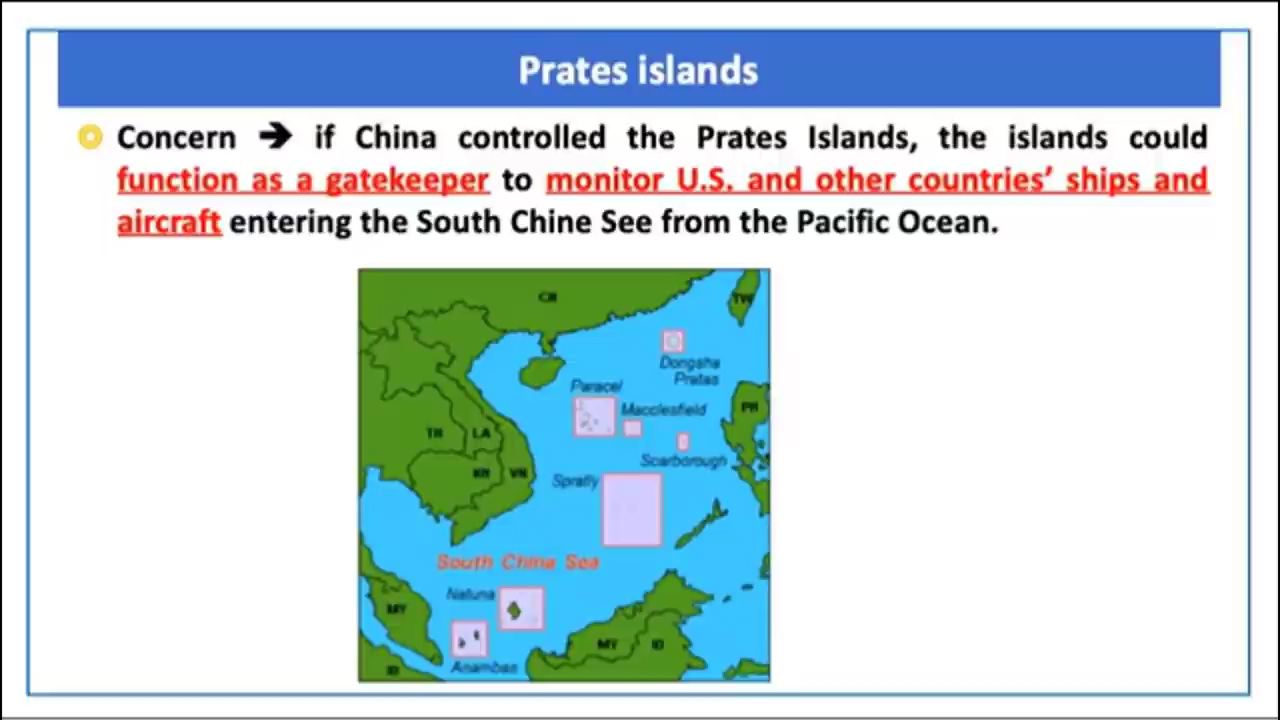 Prates islands
Concern ➔ if China controlled the Prates Islands, the islands could
function as a gatekeeper to monitor U.S. and other countries' ships and
aircraft entering the South Chine See from the Pacific Ocean.
CN
TW
Dongsha
Pratas
Paracel
Macclesfield
PH
TH
LA
Scarborough
KH
VN
Spratly
South China Sea
Natuna
MY
MY
ID
Anambas
ID